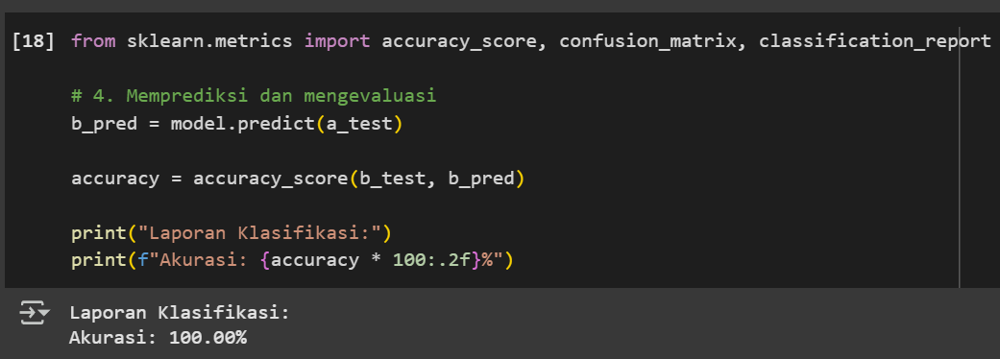 [18] from sklearn.metrics import accuracy_score, confusion_matrix, classification_report
# 4. Memprediksi dan mengevaluasi
b_pred = model.predict(a_test)
accuracy = accuracy_score(b_test, b_pred)
print("Laporan Klasifikasi:")
print(f"Akurasi: {accuracy * 100:.2f}%")
Laporan Klasifikasi:
Akurasi: 100.00%